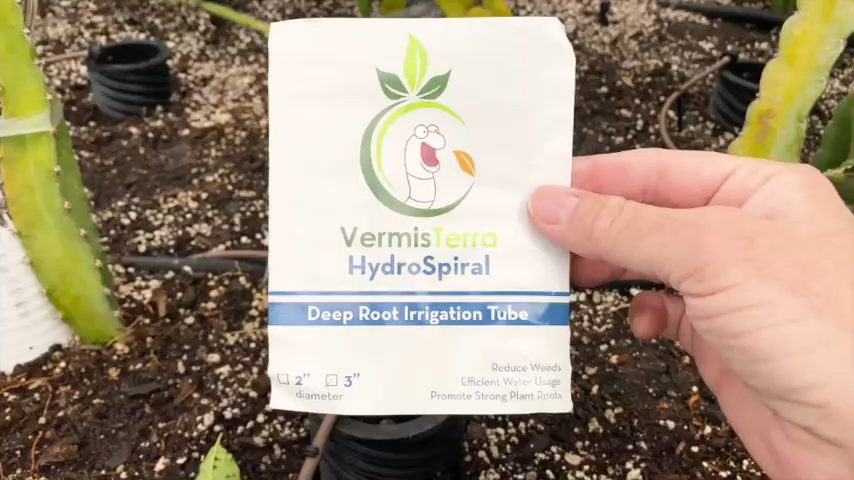 VermisTerra
HydroSpiral
Deep Root Irrigation Tube
2” 3”
diameter
Reduce Weeds
Efficient Water Usage
Promote Strong Plant Roots